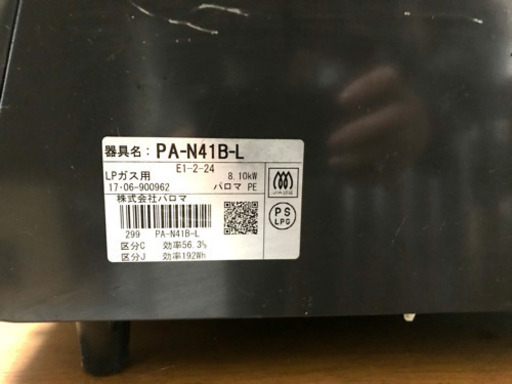 器具名: PA-N41B-L
E1-2-24
LPガス用 8.10kW
17・06-900962 パロマ PE
株式会社パロマ
PS
LPG
299 PA-N41B-L
区分C 効率56.3%
区分J 効率192Wh